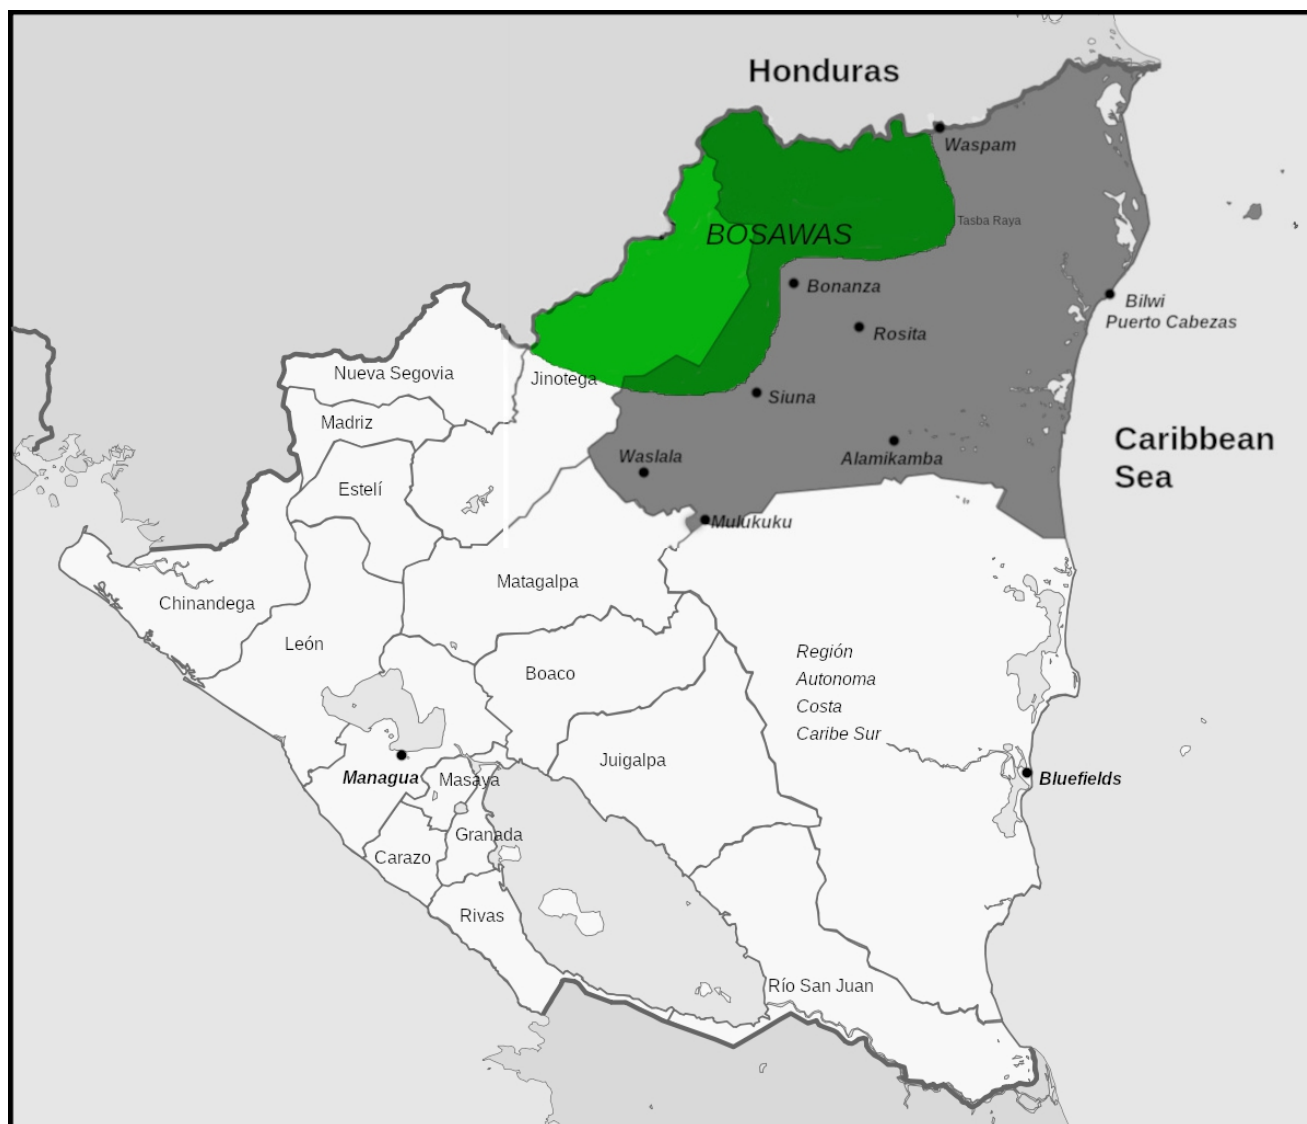 Honduras
Waspam
Tasba Raya
BOSAWAS
Bonanza
Bilwi
Puerto Cabezas
Rosita
Nueva Segovia
Jinotega
Siuna
Madriz
Caribbean
Sea
Waslala
Alamikamba
Estelí
Mulukuku
Matagalpa
Chinandega
León
Región
Autonoma
Costa
Caribe Sur
Boaco
Juigalpa
Managua
Masaya
Bluefields
Granada
Carazo
Rivas
Río San Juan